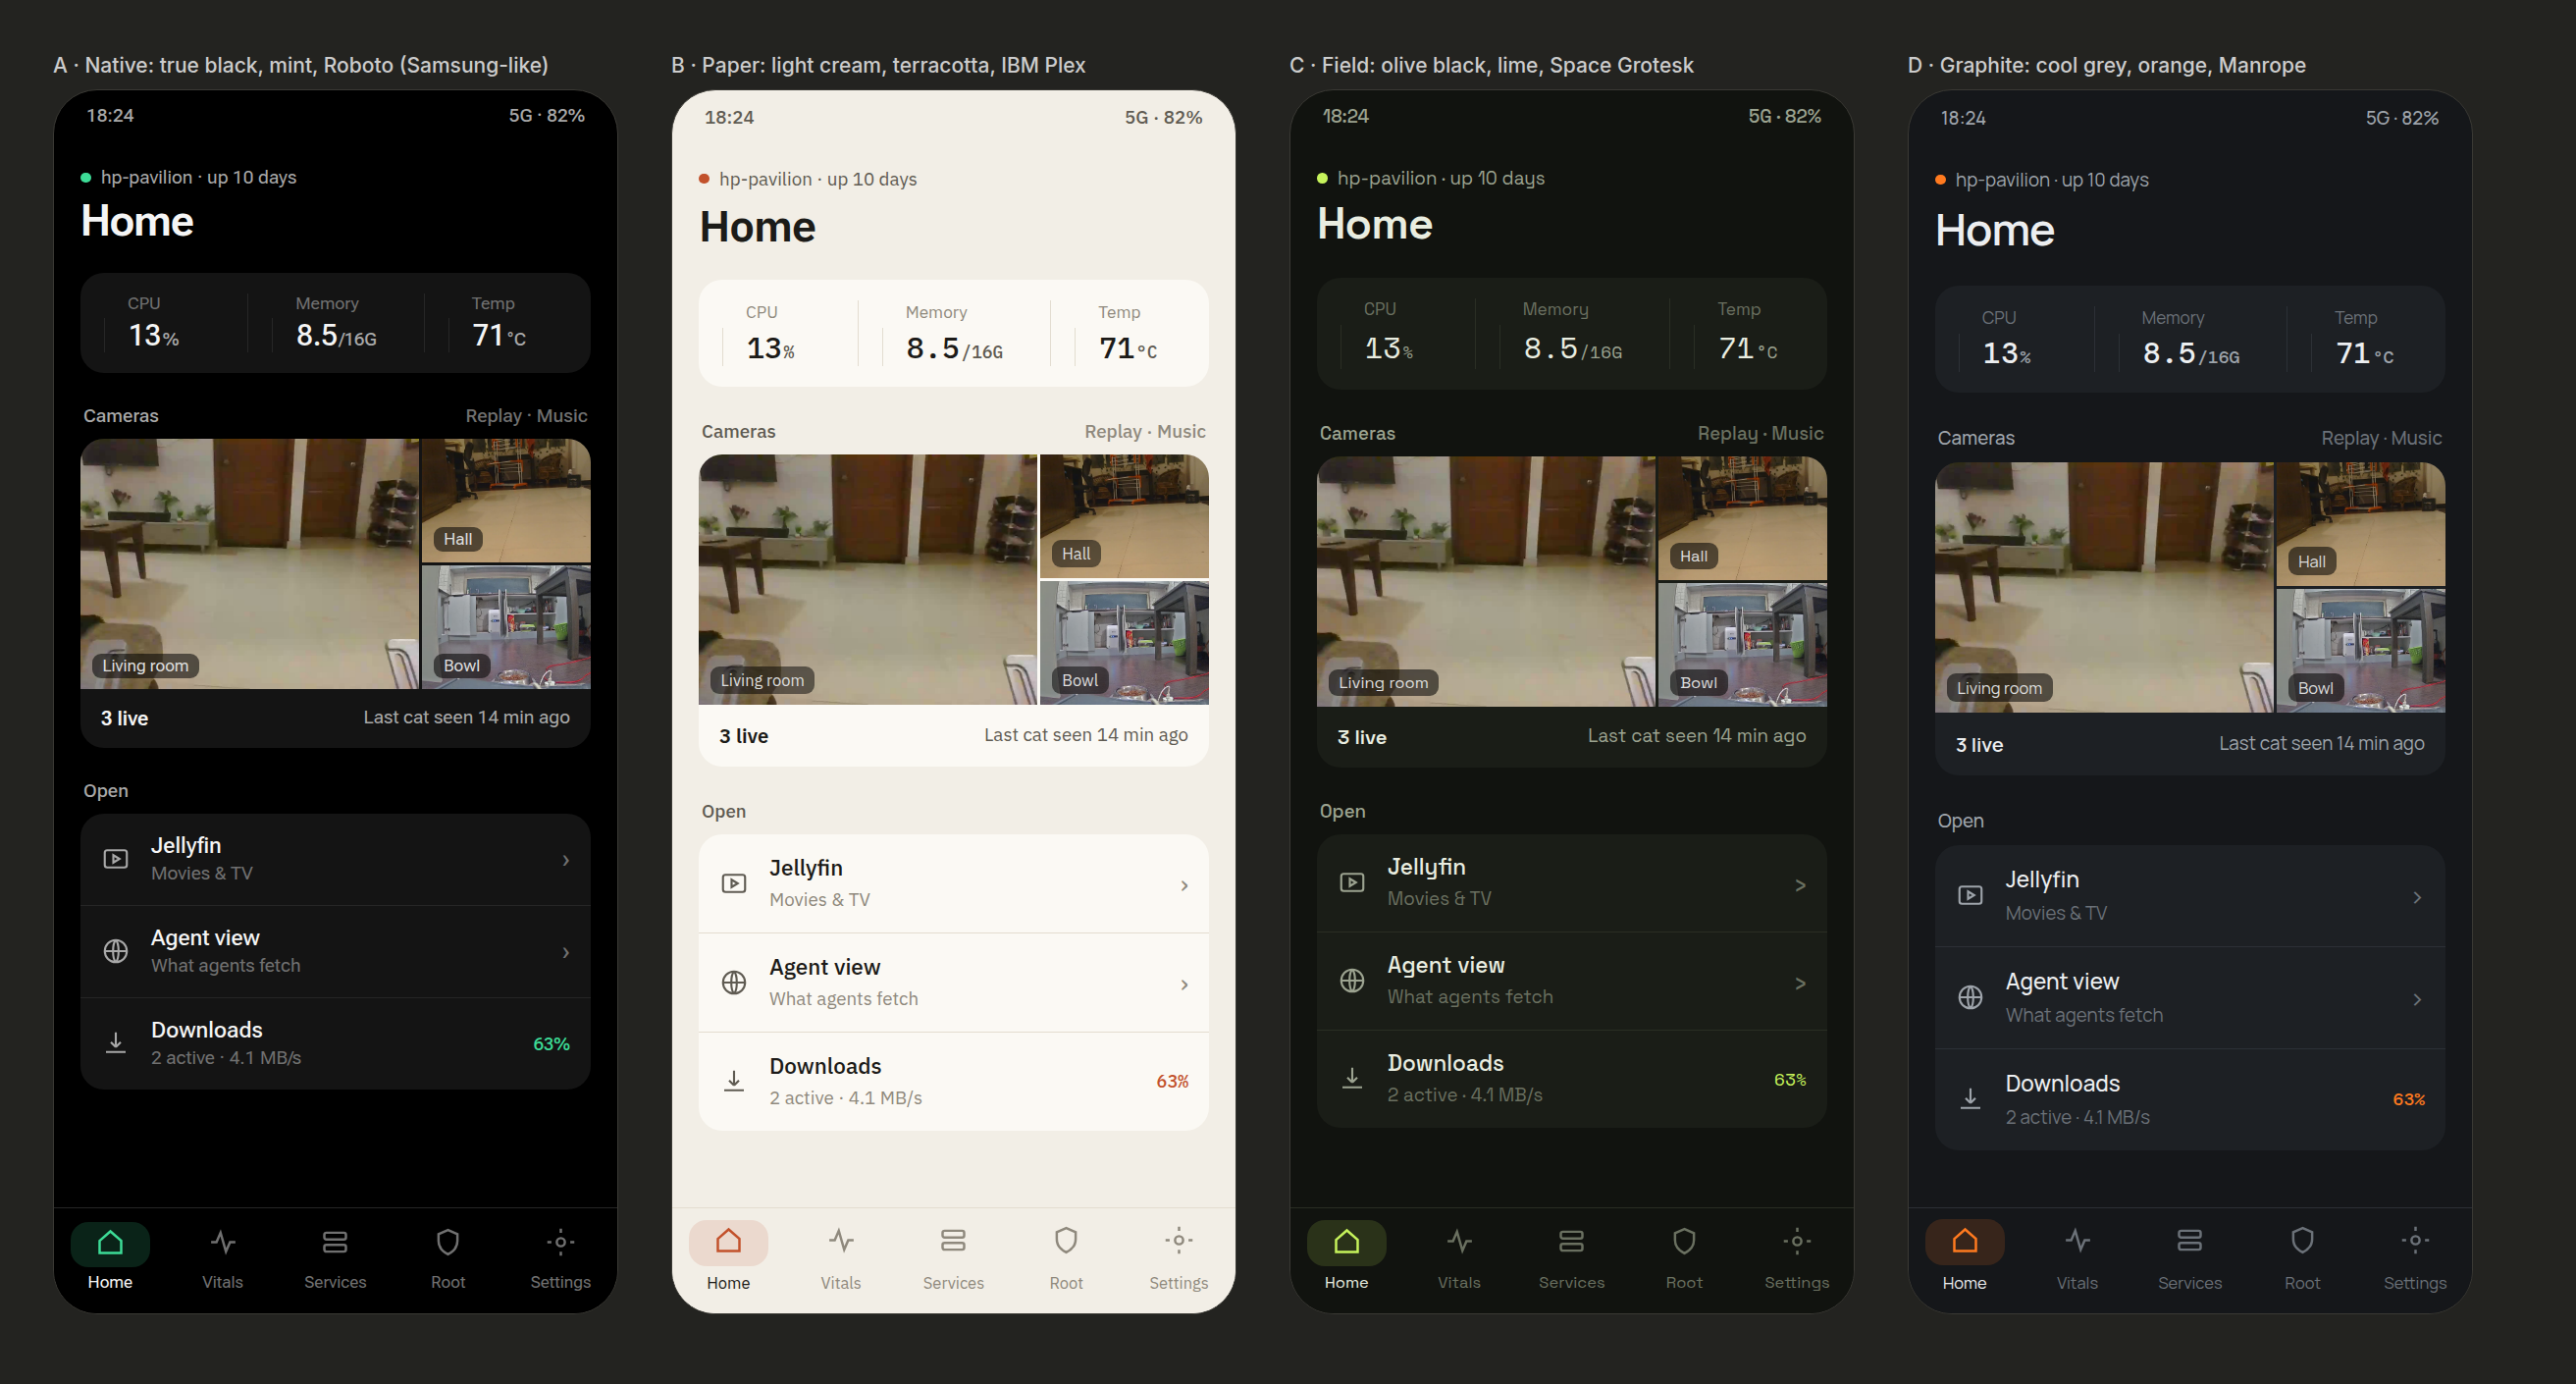 A · Native: true black, mint, Roboto (Samsung-like)
18:24 5G · 82%
hp-pavilion · up 10 days
Home
CPU Memory Temp
13% 8.5/16G 71°C
Cameras Replay · Music
Hall
Living room Bowl
3 live Last cat seen 14 min ago
Open
Jellyfin
Movies & TV ›
Agent view
What agents fetch ›
Downloads
2 active · 4.1 MB/s 63%
Home Vitals Services Root Settings
B · Paper: light cream, terracotta, IBM Plex
18:24 5G · 82%
hp-pavilion · up 10 days
Home
CPU Memory Temp
13% 8.5/16G 71°C
Cameras Replay · Music
Hall
Living room Bowl
3 live Last cat seen 14 min ago
Open
Jellyfin
Movies & TV ›
Agent view
What agents fetch ›
Downloads
2 active · 4.1 MB/s 63%
Home Vitals Services Root Settings
C · Field: olive black, lime, Space Grotesk
18:24 5G · 82%
hp-pavilion · up 10 days
Home
CPU Memory Temp
13% 8.5/16G 71°C
Cameras Replay · Music
Hall
Living room Bowl
3 live Last cat seen 14 min ago
Open
Jellyfin
Movies & TV ›
Agent view
What agents fetch ›
Downloads
2 active · 4.1 MB/s 63%
Home Vitals Services Root Settings
D · Graphite: cool grey, orange, Manrope
18:24 5G · 82%
hp-pavilion · up 10 days
Home
CPU Memory Temp
13% 8.5/16G 71°C
Cameras Replay · Music
Hall
Living room Bowl
3 live Last cat seen 14 min ago
Open
Jellyfin
Movies & TV ›
Agent view
What agents fetch ›
Downloads
2 active · 4.1 MB/s 63%
Home Vitals Services Root Settings